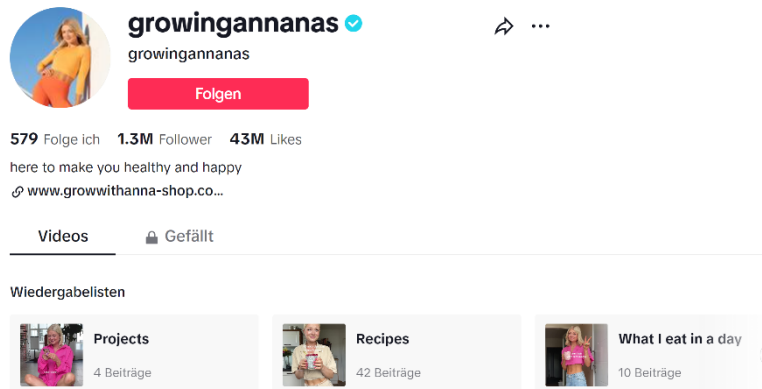 growingannanas
growingannanas
Folgen
579 Folge ich 1.3M Follower 43M Likes
here to make you healthy and happy
www.growwithanna-shop.co...
Videos Gefällt
Wiedergabelisten
Projects
4 Beiträge
Recipes
42 Beiträge
What I eat in a day
10 Beiträge